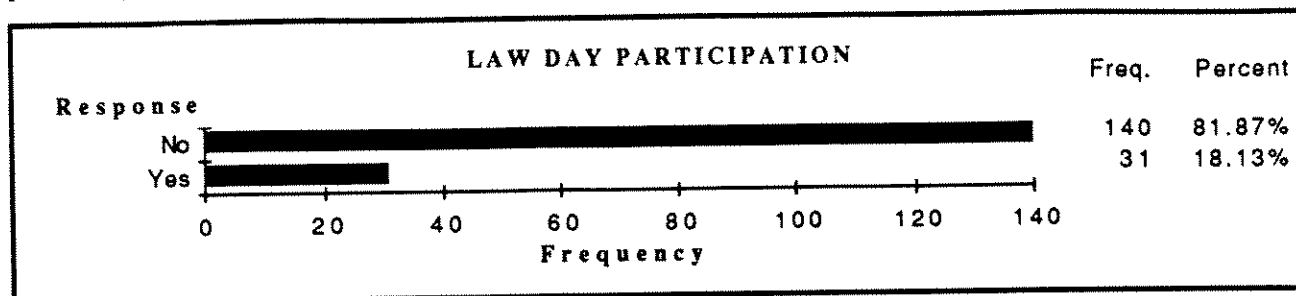 LAW DAY PARTICIPATION
Freq. Percent
Response
No 140 81.87%
Yes 31 18.13%
0 20 40 60 80 100 120 140
Frequency